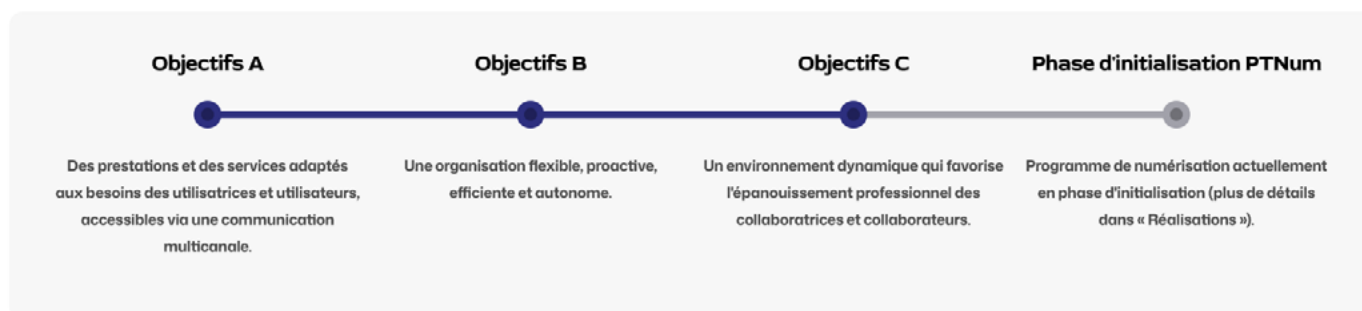 Objectifs A
Des prestations et des services adaptés
aux besoins des utilisatrices et utilisateurs,
accessibles via une communication
multicanale.
Objectifs B
Une organisation flexible, proactive,
efficiente et autonome.
Objectifs C
Un environnement dynamique qui favorise
l'épanouissement professionnel des
collaboratrices et collaborateurs.
Phase d'initialisation PTNum
Programme de numérisation actuellement
en phase d'initialisation (plus de détails
dans « Réalisations »).